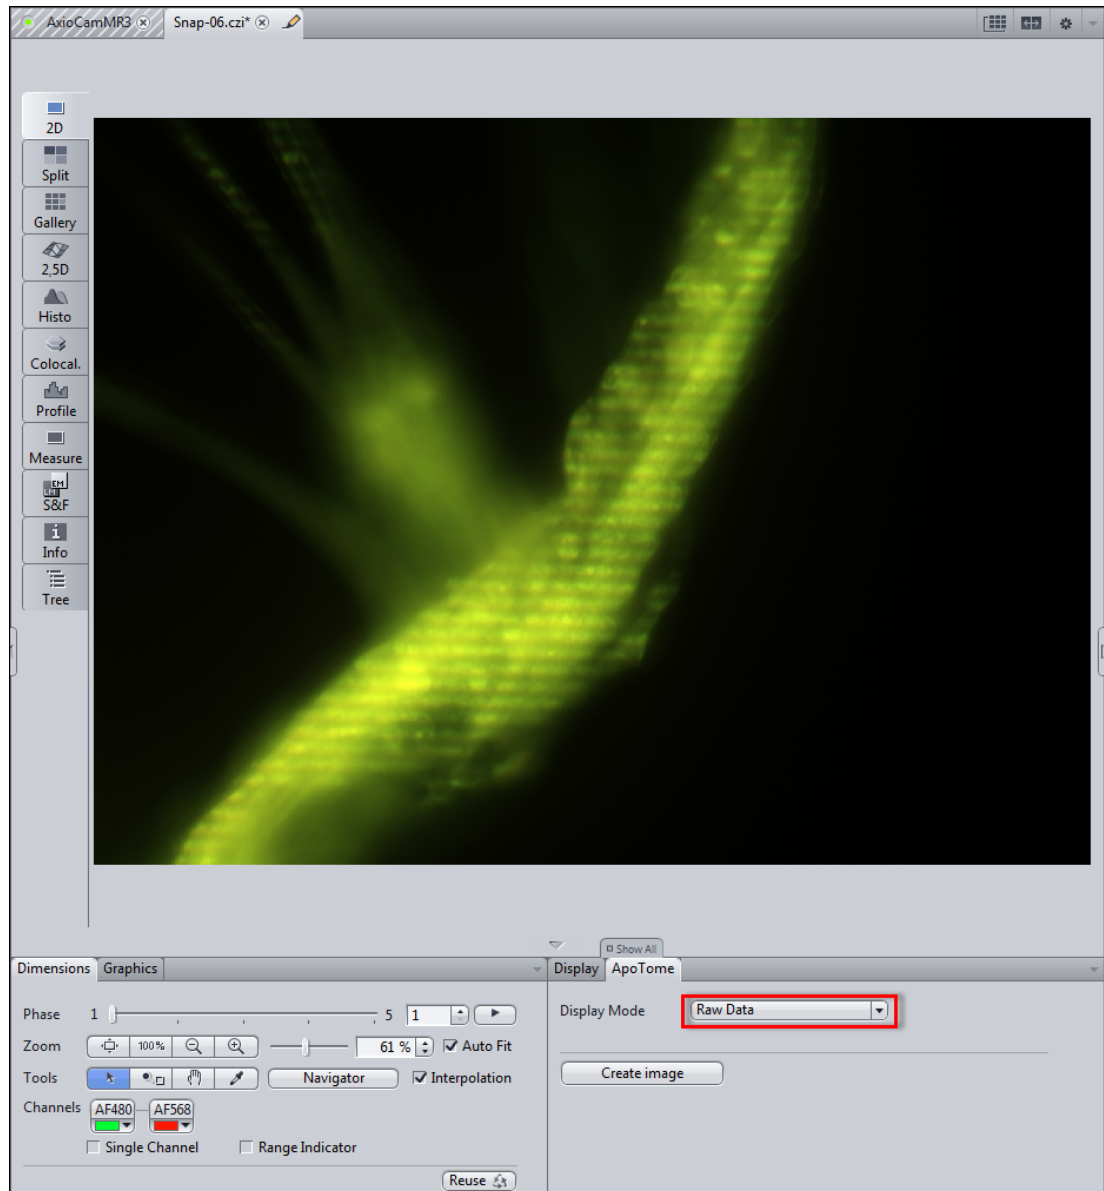 AxioCamMR3 Snap-06.czi*
2D
Split
Gallery
2,5D
Histo
Colocal.
Profile
Measure
EM
LM
S&F
i
Info
Tree
Show All
Dimensions Graphics
Phase 1 5 1
Zoom 100% 61 % Auto Fit
Tools Navigator Interpolation
Channels AF480 AF568
Single Channel Range Indicator
Reuse
Display ApoTome
Display Mode Raw Data
Create image